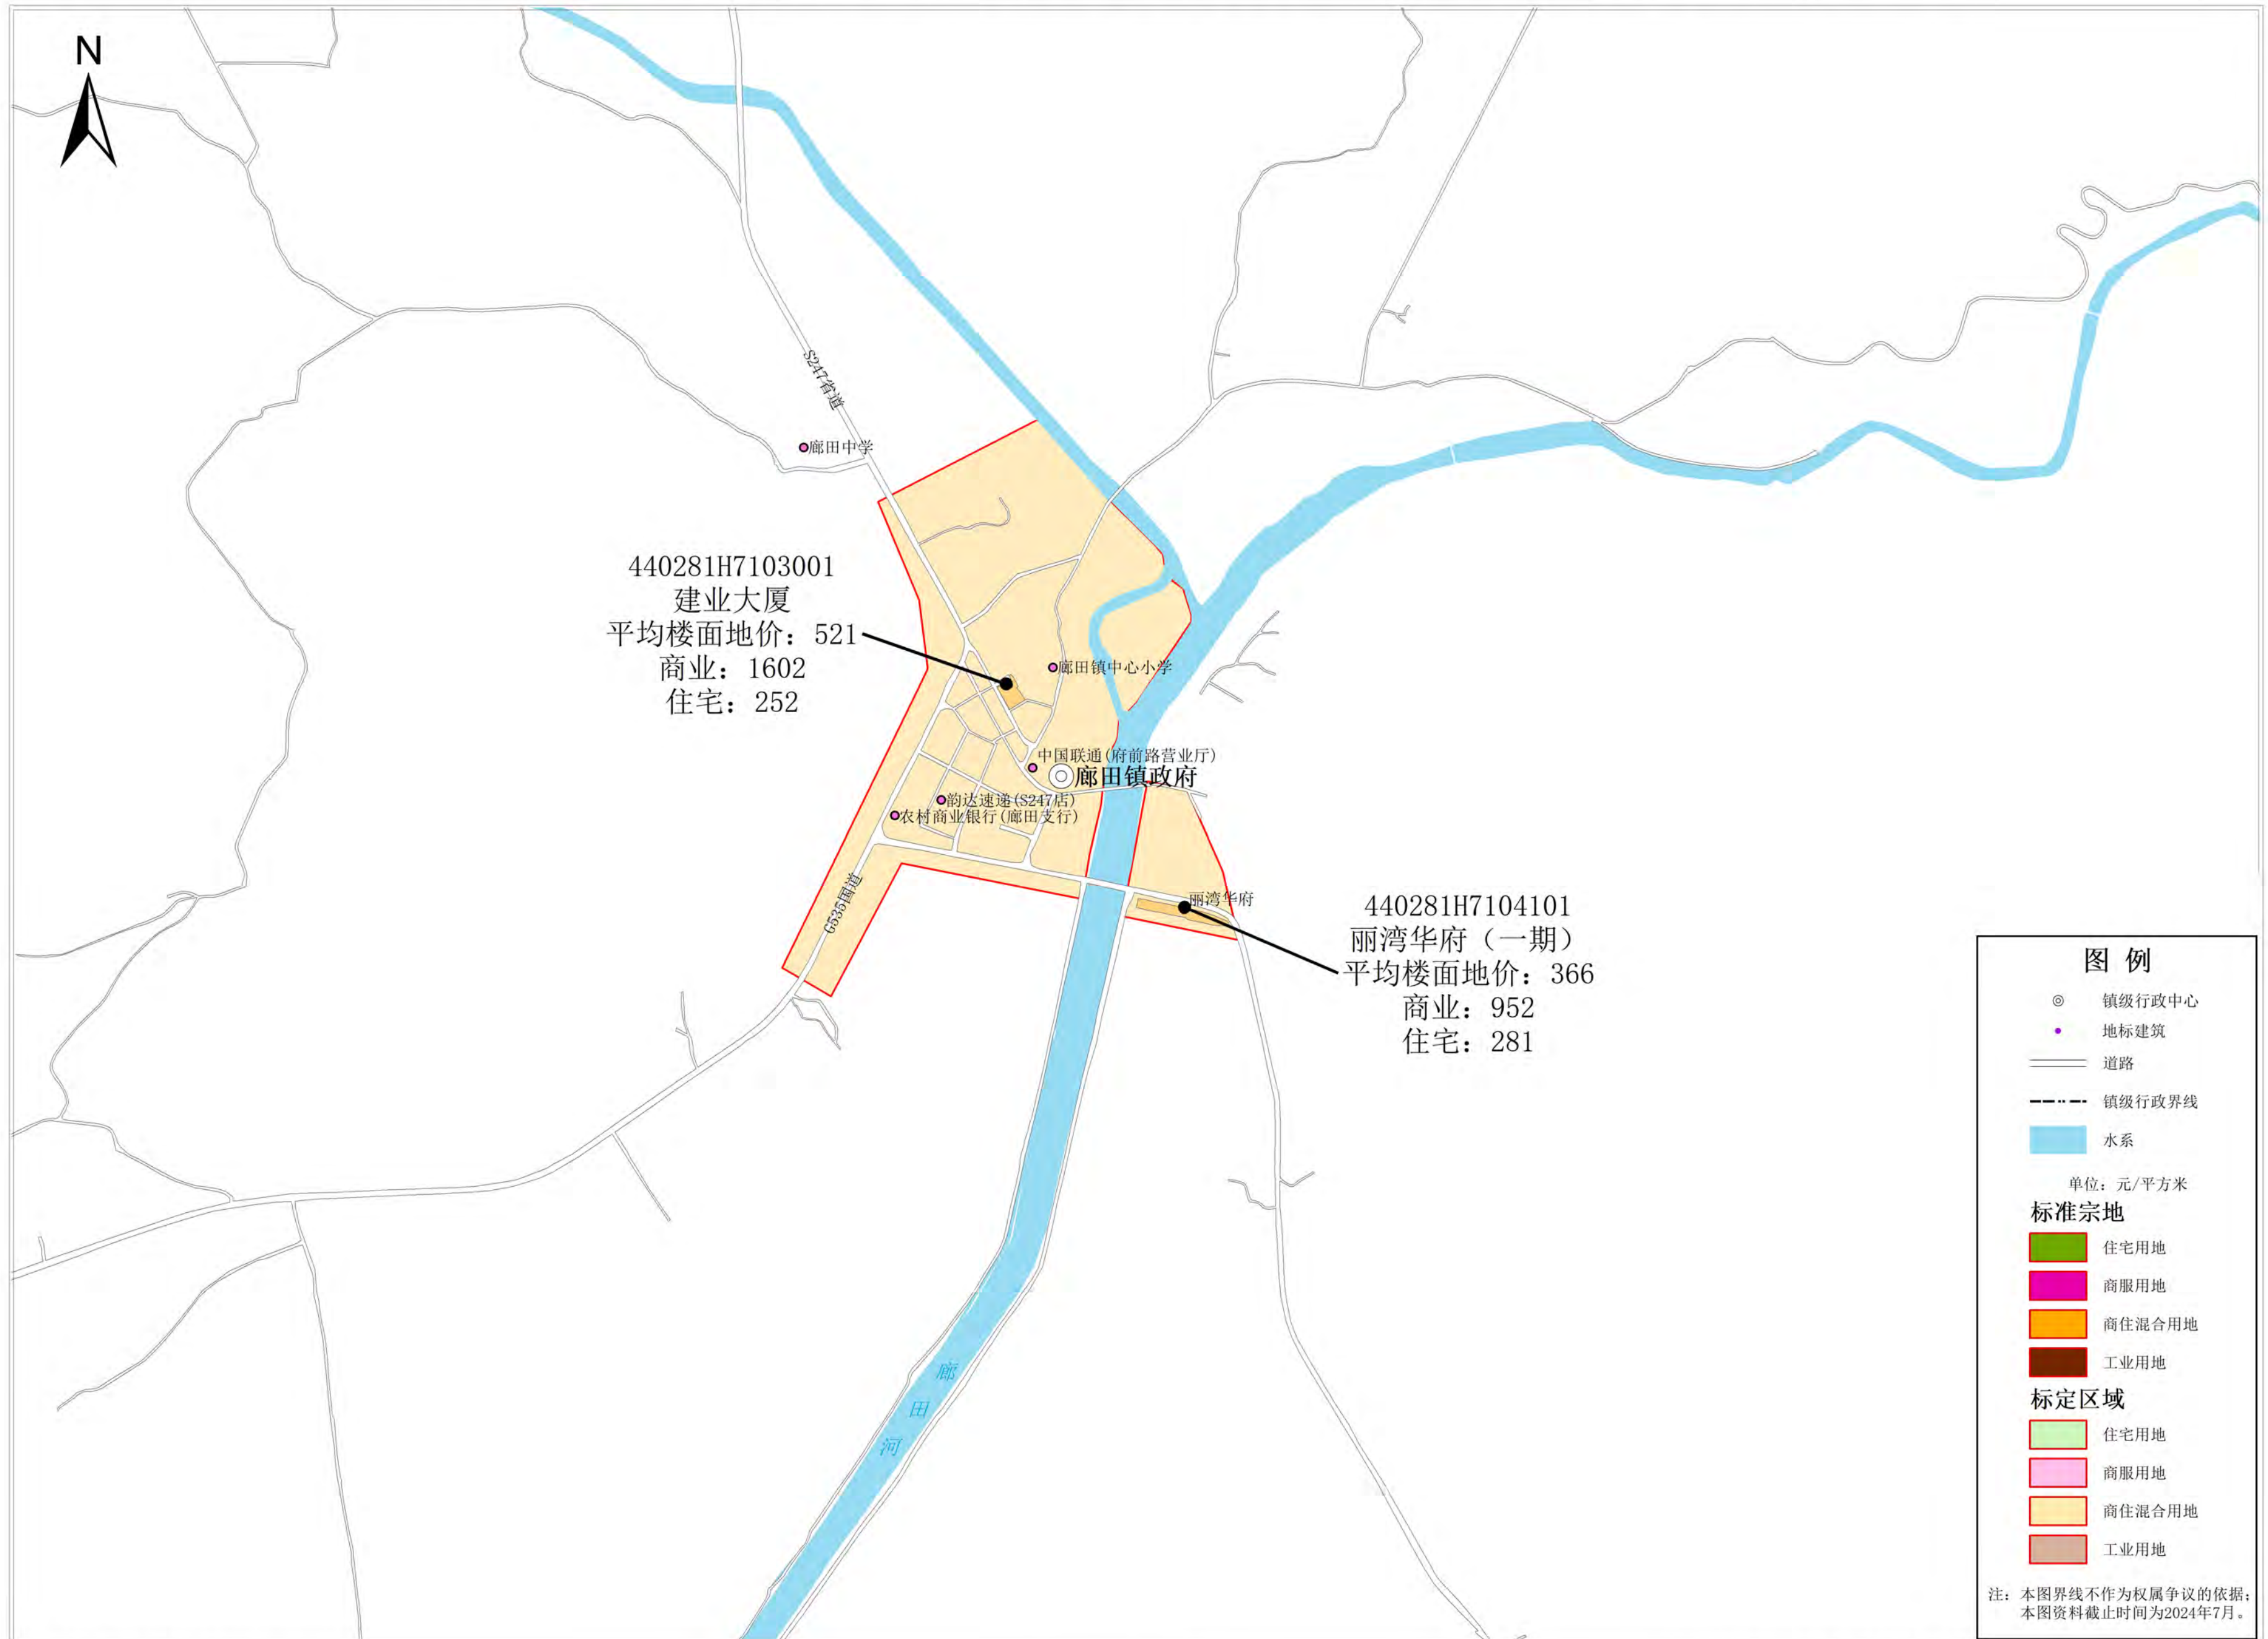 N
S247省道
廊田中学
440281H7103001
建业大厦
平均楼面地价：521
商业：1602
住宅：252
廊田镇中心小学
中国联通(府前路营业厅)
廊田镇政府
韵达速递(S247店)
农村商业银行(廊田支行)
G535国道
丽湾华府
440281H7104101
丽湾华府（一期）
平均楼面地价：366
商业：952
住宅：281
廊田河
图 例
镇级行政中心
地标建筑
道路
镇级行政界线
水系
单位：元/平方米
标准宗地
住宅用地
商服用地
商住混合用地
工业用地
标定区域
住宅用地
商服用地
商住混合用地
工业用地
注：本图界线不作为权属争议的依据；
本图资料截止时间为2024年7月。